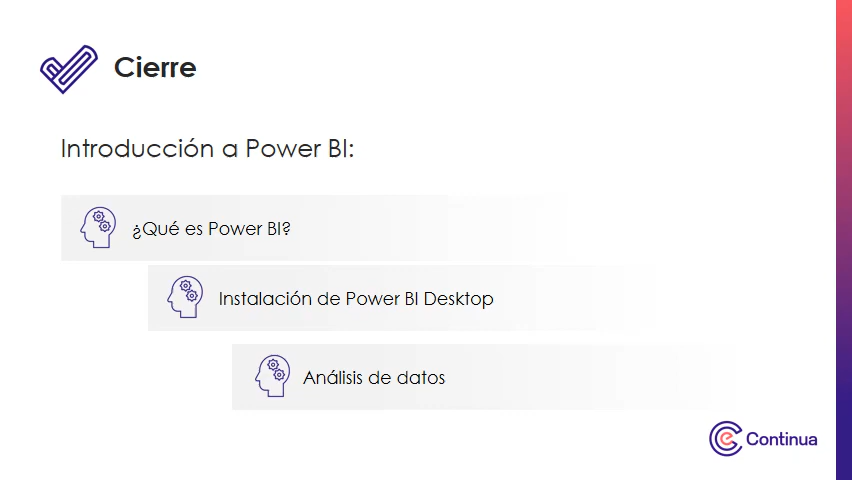 Cierre
Introducción a Power BI:
¿Qué es Power BI?
Instalación de Power BI Desktop
Análisis de datos
e Continua